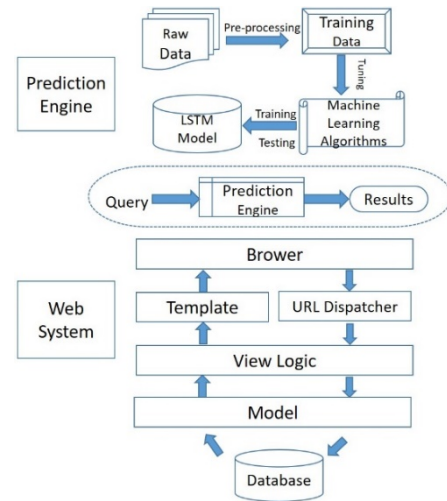 Raw
Data
Pre-processing
Training
Data
Tuning
Prediction
Engine
LSTM
Model
Training
Testing
Machine
Learning
Algorithms
Query
Prediction
Engine
Results
Brower
Web
System
Template
URL Dispatcher
View Logic
Model
Database